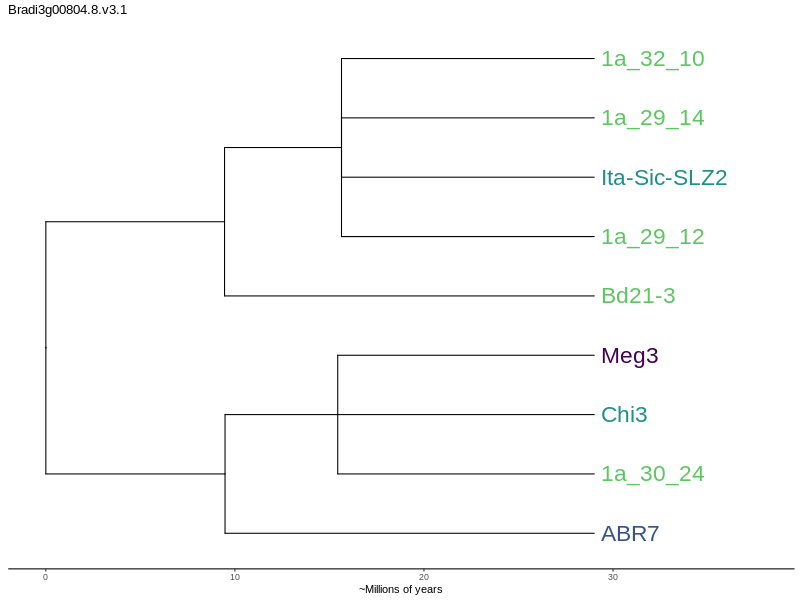 Bradi3g00804.8.v3.1
1a_32_10
1a_29_14
Ita-Sic-SLZ2
1a_29_12
Bd21-3
Meg3
Chi3
1a_30_24
ABR7
0 10 20 30
~Millions of years